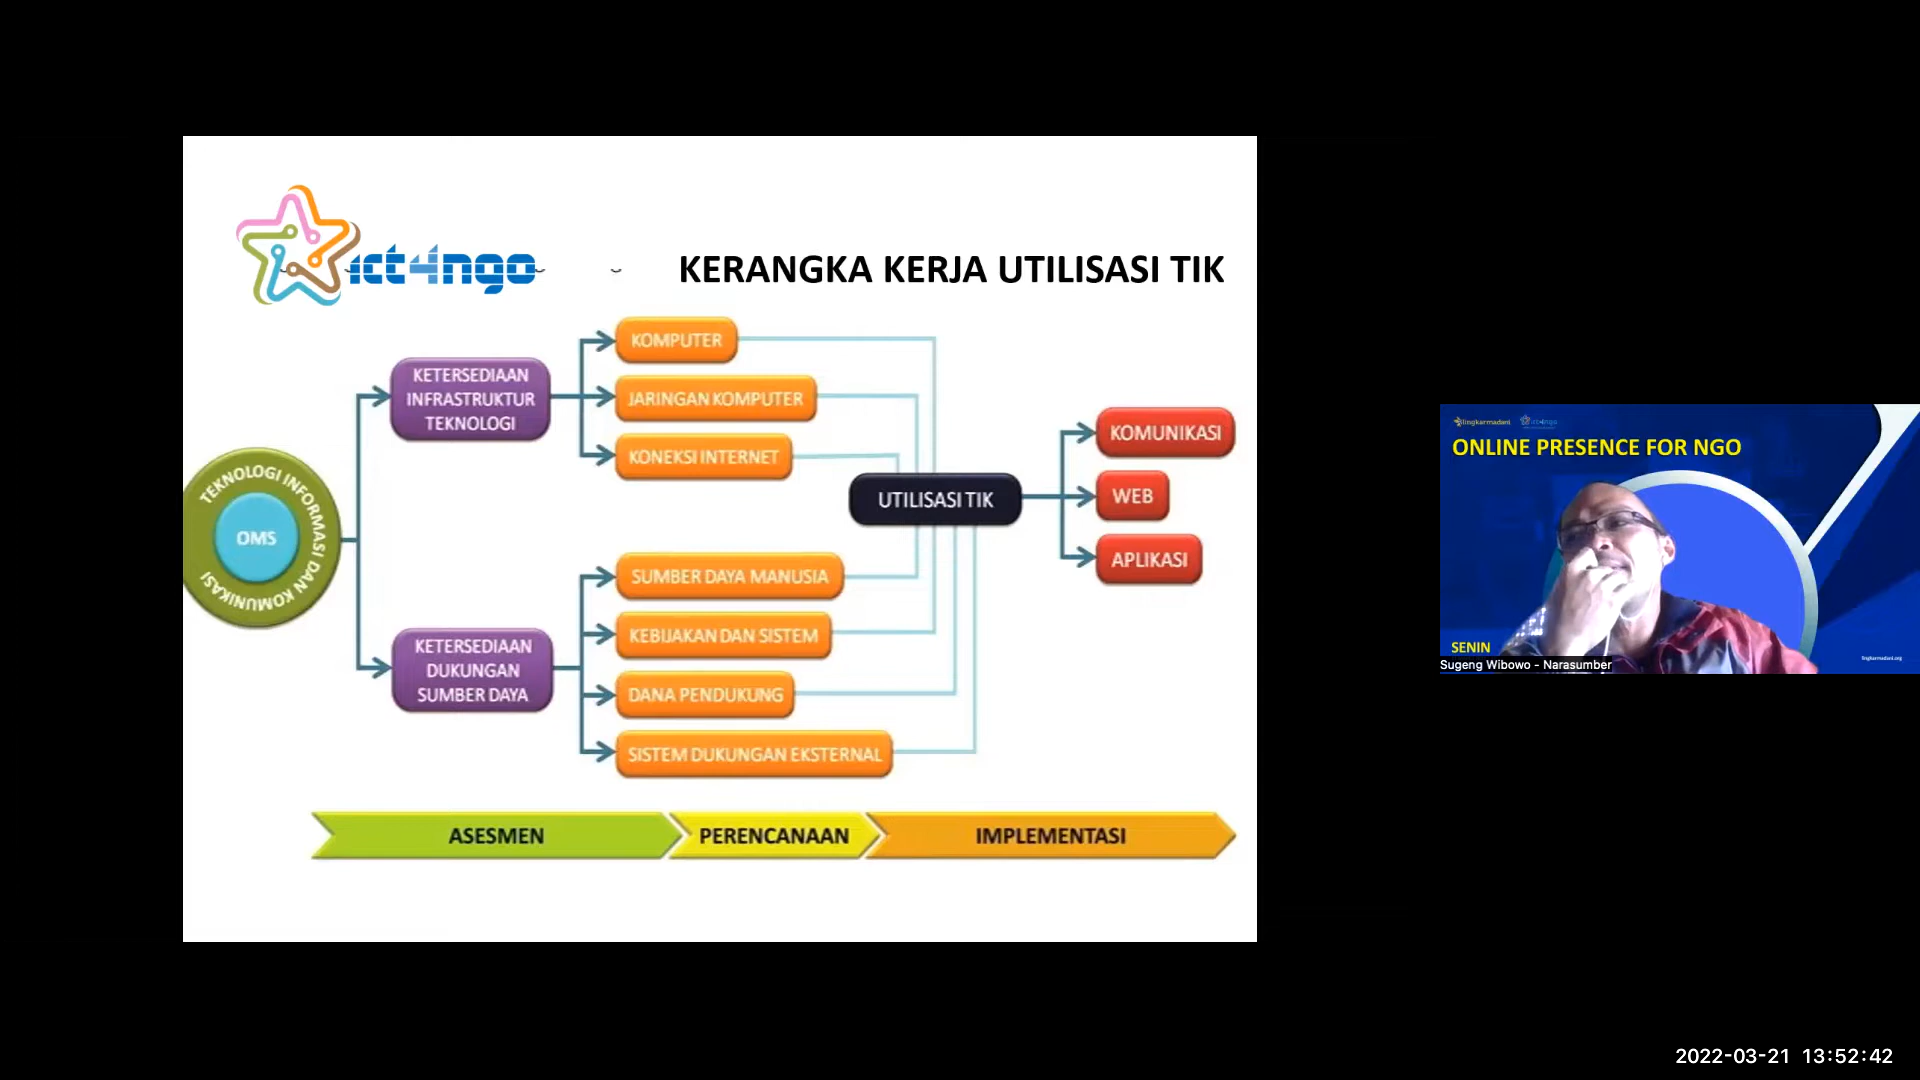 ict4ngo
KERANGKA KERJA UTILISASI TIK
TEKNOLOGI INFORMASI DAN KOMUNIKASI
OMS
KETERSEDIAAN
INFRASTRUKTUR
TEKNOLOGI
KETERSEDIAAN
DUKUNGAN
SUMBER DAYA
KOMPUTER
JARINGAN KOMPUTER
KONEKSI INTERNET
SUMBER DAYA MANUSIA
KEBIJAKAN DAN SISTEM
DANA PENDUKUNG
SISTEM DUKUNGAN EKSTERNAL
UTILISASI TIK
KOMUNIKASI
WEB
APLIKASI
ASESMEN
PERENCANAAN
IMPLEMENTASI
lingkarmadani
ict4ngo
ONLINE PRESENCE FOR NGO
SENIN
lingkarmadani.org
Sugeng Wibowo - Narasumber
2022-03-21 13:52:42